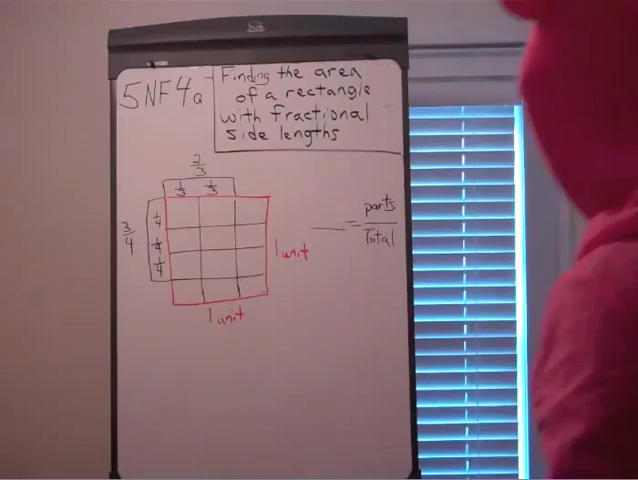 5NF4a
Finding the area
of a rectangle
with fractional
side lengths
2/3
1/3 1/3
3/4
1/4
1/4
1/4
1 unit
1 unit
__ = parts/Total